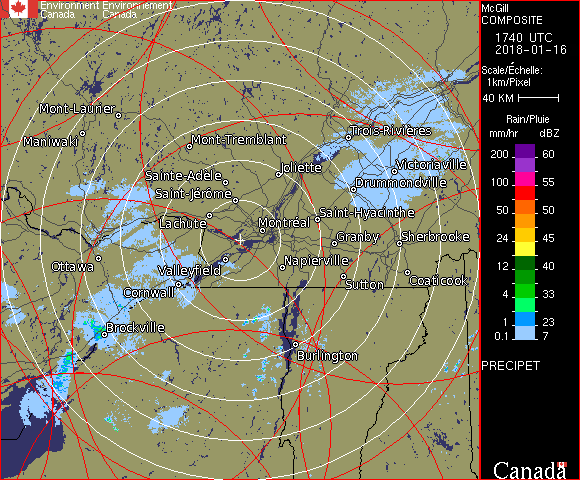 Environment Environnement
Canada Canada
McGill
COMPOSITE
1740 UTC
2018-01-16
Scale/Échelle:
1km/Pixel
40 KM
Rain/Pluie
mm/hr dBZ
200 60
150 55
100 55
50 50
24 45
12 40
4 33
1 23
0.1 7
PRECIPET
Canada
Mont-Laurier
Maniwaki
Mont-Tremblant
Trois-Rivières
Joliette
Victoriaville
Sainte-Adèle
Drummondville
Saint-Jérôme
Lachute
Saint-Hyacinthe
Montréal
Granby
Sherbrooke
Ottawa
Valleyfield
Napierville
Cornwall
Sutton
Coaticook
Brockville
Burlington